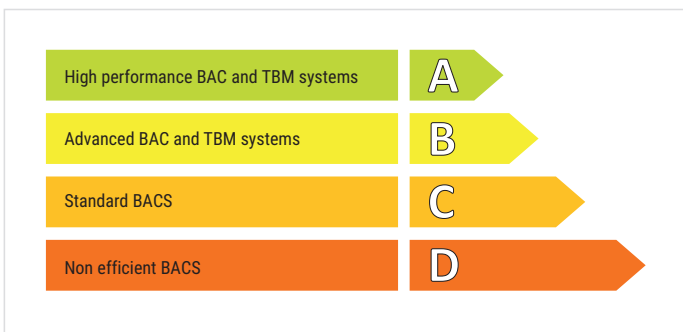 High performance BAC and TBM systems A
Advanced BAC and TBM systems B
Standard BACS C
Non efficient BACS D